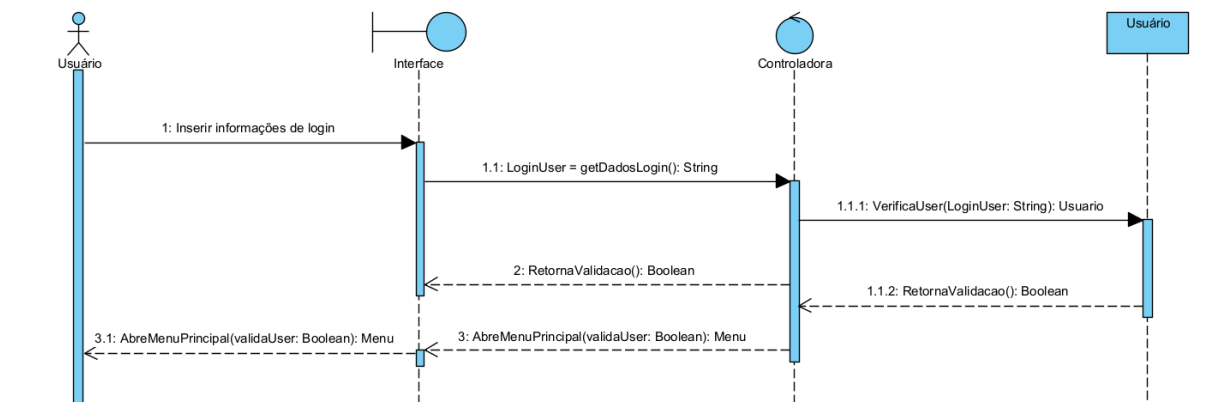 Usuário
Usuário
Interface
Controladora
1: Inserir informações de login
1.1: LoginUser = getDadosLogin(): String
1.1.1: VerificaUser(LoginUser: String): Usuario
2: RetornaValidacao(): Boolean
1.1.2: RetornaValidacao(): Boolean
3.1: AbreMenuPrincipal(validaUser: Boolean): Menu
3: AbreMenuPrincipal(validaUser: Boolean): Menu